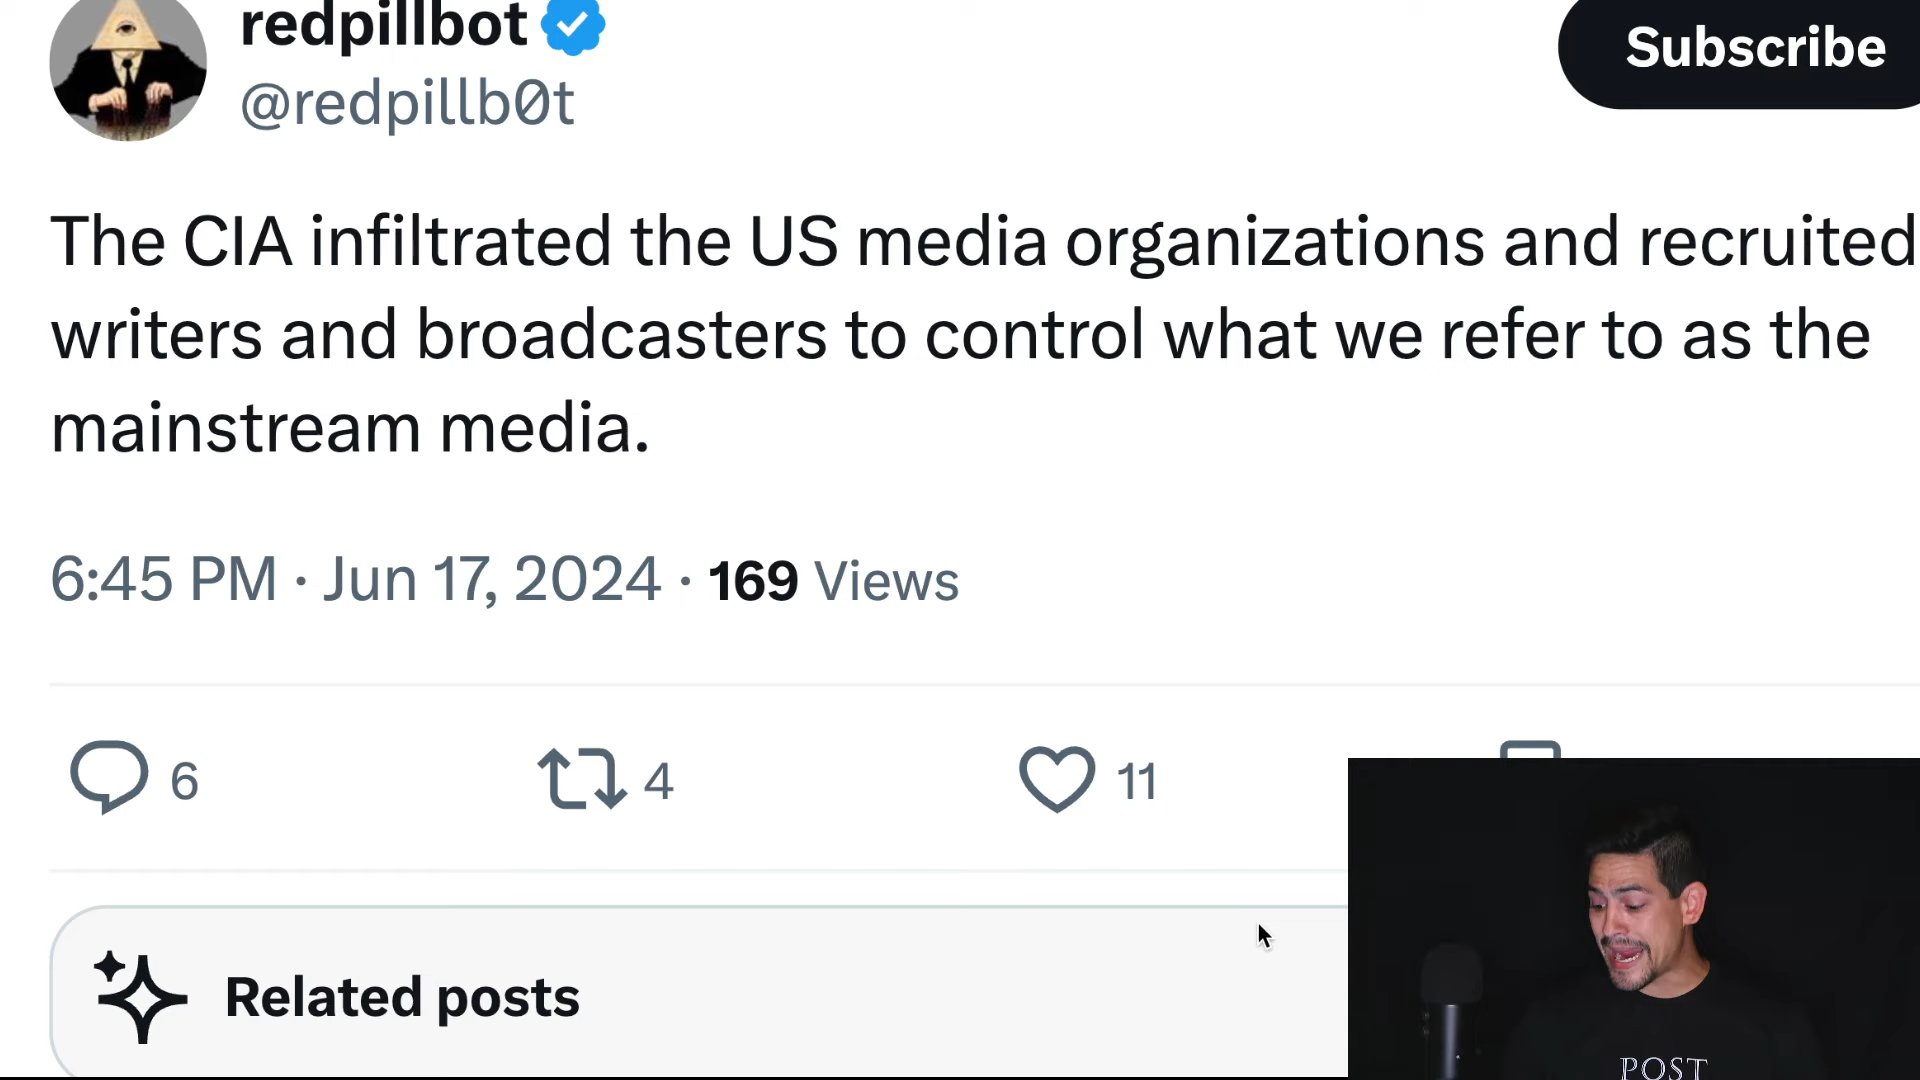 redpillbot
Subscribe
@redpillb0t
The CIA infiltrated the US media organizations and recruited
writers and broadcasters to control what we refer to as the
mainstream media.
6:45 PM · Jun 17, 2024 · 169 Views
6 4 11
Related posts
POST